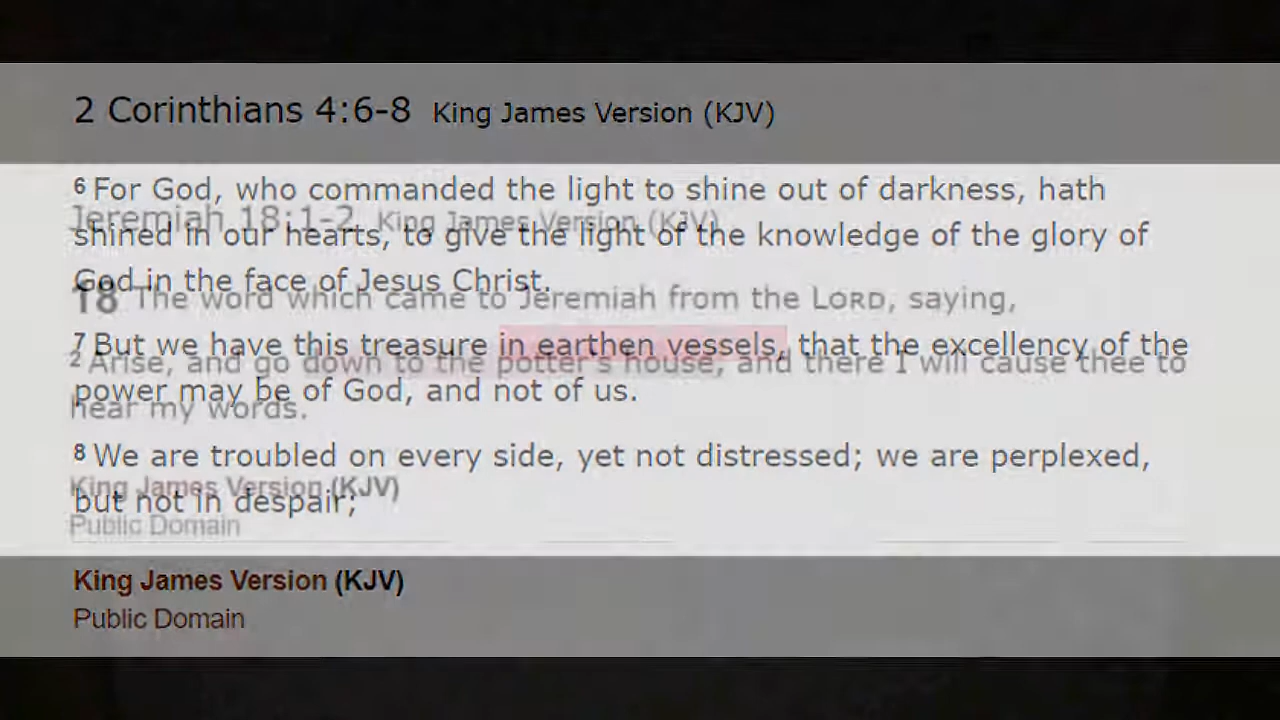 2 Corinthians 4:6-8 King James Version (KJV)
6 For God, who commanded the light to shine out of darkness, hath
Jeremiah 18:1-2 King James Version (KJV)
shined in our hearts, to give the light of the knowledge of the glory of
God in the face of Jesus Christ.
18 The word which came to Jeremiah from the LORD, saying,
7 But we have this treasure in earthen vessels, that the excellency of the
2 Arise, and go down to the potter's house, and there I will cause thee to
power may be of God, and not of us.
hear my words.
8 We are troubled on every side, yet not distressed; we are perplexed,
King James Version (KJV)
but not in despair;
Public Domain
King James Version (KJV)
Public Domain